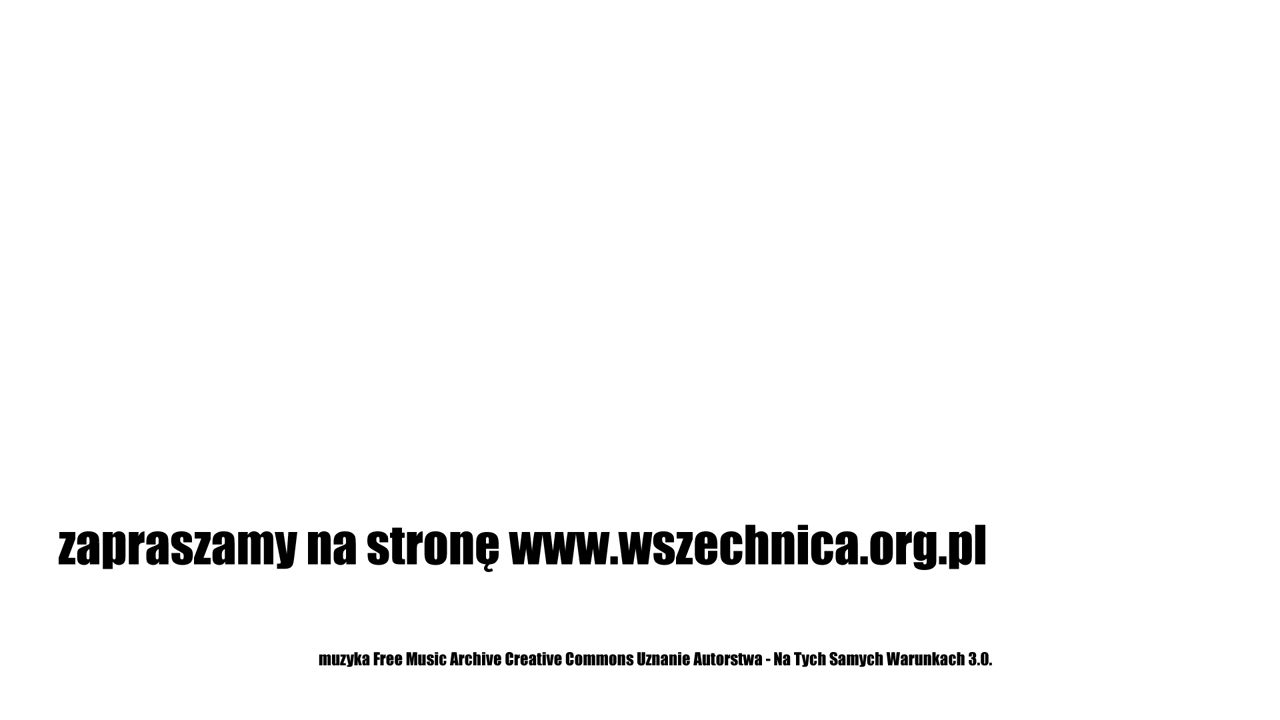 zapraszamy na stronę www.wszechnica.org.pl
muzyka Free Music Archive Creative Commons Uznanie Autorstwa - Na Tych Samych Warunkach 3.0.